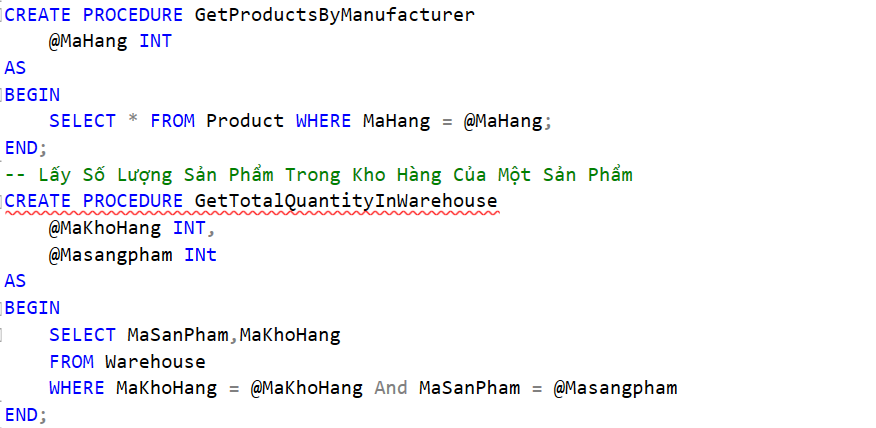 CREATE PROCEDURE GetProductsByManufacturer
    @MaHang INT
AS
BEGIN
    SELECT * FROM Product WHERE MaHang = @MaHang;
END;
-- Lấy Số Lượng Sản Phẩm Trong Kho Hàng Của Một Sản Phẩm
CREATE PROCEDURE GetTotalQuantityInWarehouse
    @MaKhoHang INT,
    @Masangpham INt
AS
BEGIN
    SELECT MaSanPham,MaKhoHang
    FROM Warehouse
    WHERE MaKhoHang = @MaKhoHang And MaSanPham = @Masangpham
END;